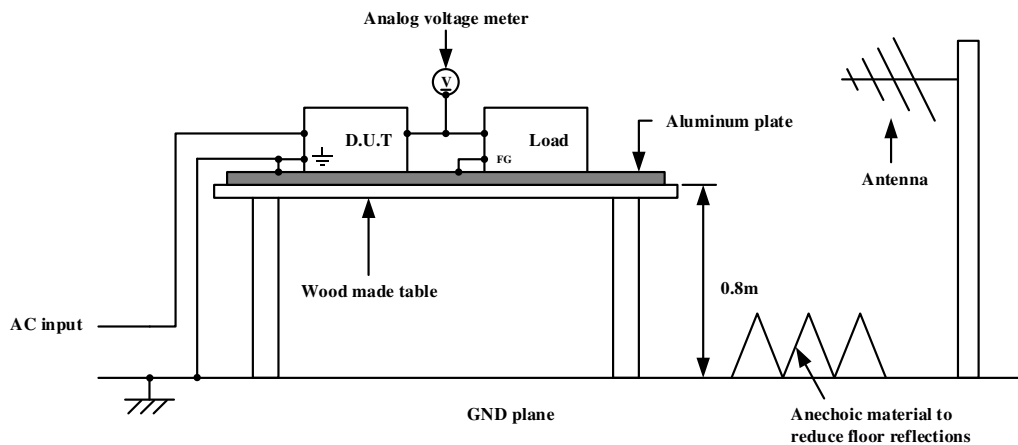 Analog voltage meter
V
D.U.T
Load
FG
Aluminum plate
Antenna
Wood made table
0.8m
AC input
GND plane
Anechoic material to
reduce floor reflections